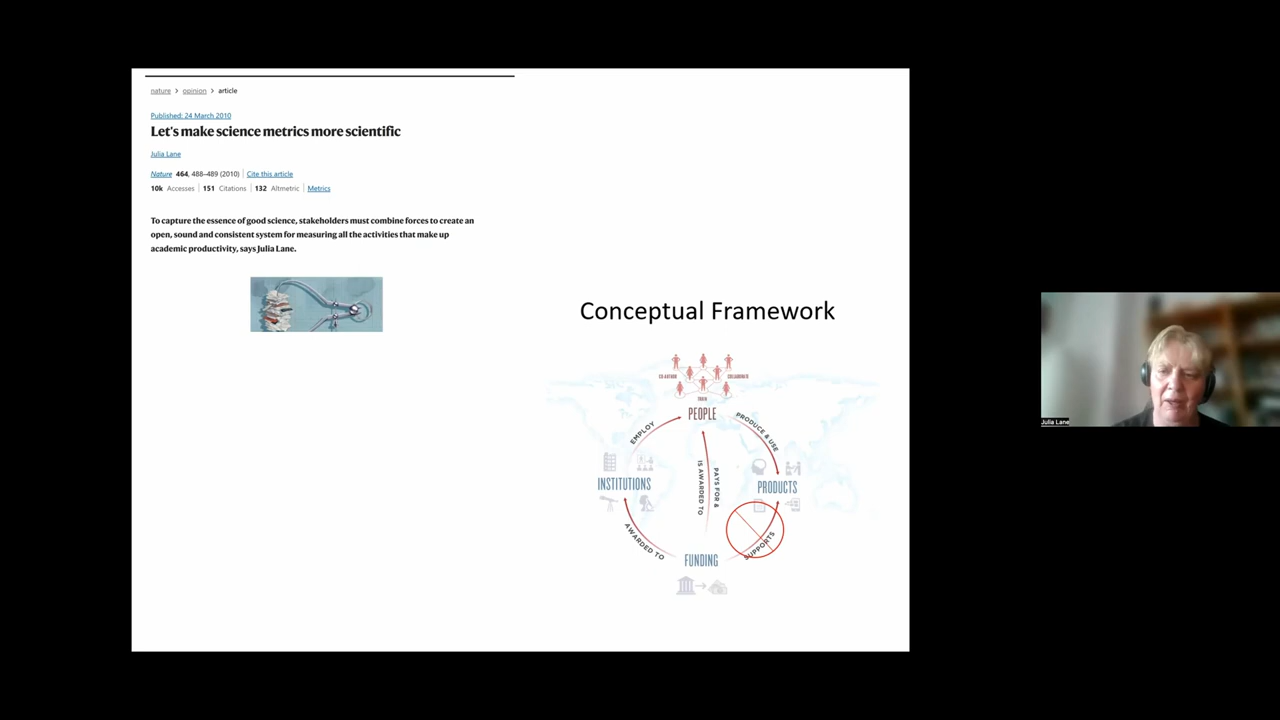 nature > opinion > article
Published: 24 March 2010
Let's make science metrics more scientific
Julia Lane
Nature 464, 488–489 (2010) | Cite this article
10k Accesses | 151 Citations | 132 Altmetric | Metrics
To capture the essence of good science, stakeholders must combine forces to create an
open, sound and consistent system for measuring all the activities that make up
academic productivity, says Julia Lane.
Conceptual Framework
CO-AUTHOR
COLLABORATE
TRAIN
PEOPLE
EMPLOY
PRODUCE & USE
INSTITUTIONS
PAYS FOR &
IS AWARDED TO
PRODUCTS
AWARDED TO
SUPPORTS
FUNDING
Julia Lane